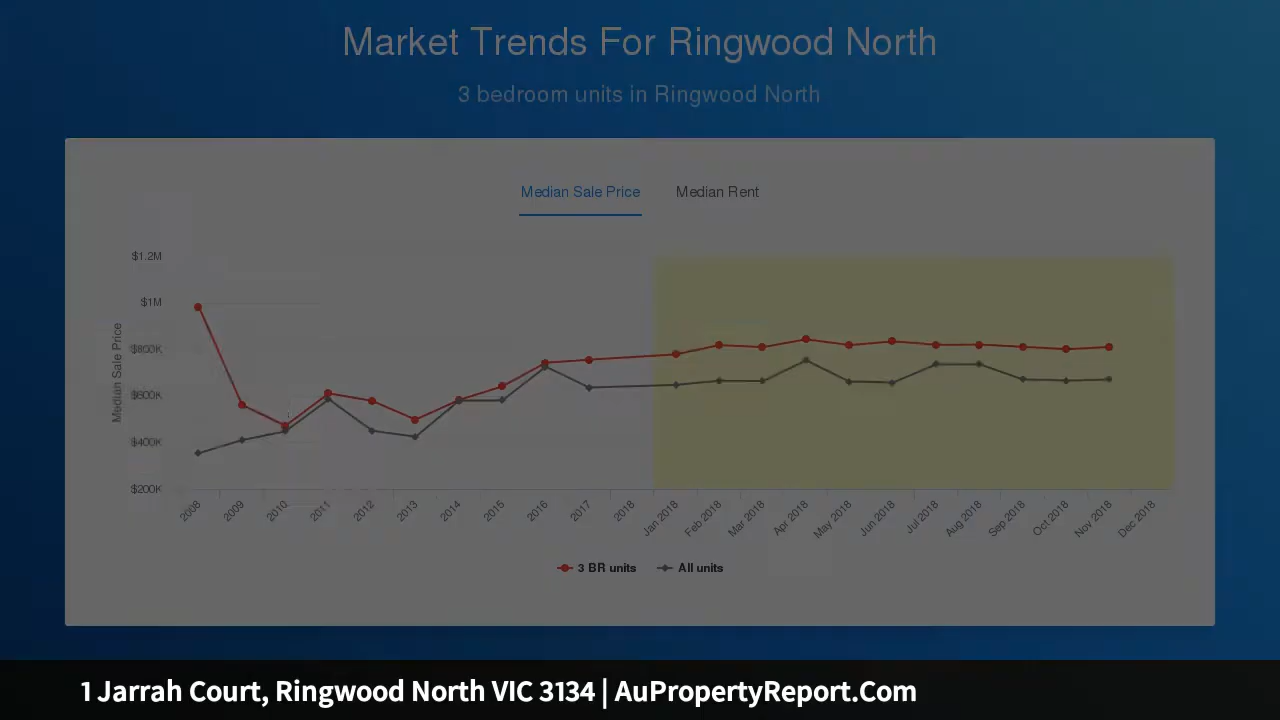 Market Trends For Ringwood North
3 bedroom units in Ringwood North
Median Sale Price
Median Rent
$1.2M
$1M
$800K
$600K
$400K
$200K
Median Sale Price
2008
2009
2010
2011
2012
2013
2014
2015
2016
2017
2018
Jan 2018
Feb 2018
Mar 2018
Apr 2018
May 2018
Jun 2018
Jul 2018
Aug 2018
Sep 2018
Oct 2018
Nov 2018
Dec 2018
3 BR units
All units
1 Jarrah Court, Ringwood North VIC 3134 | AuPropertyReport.Com